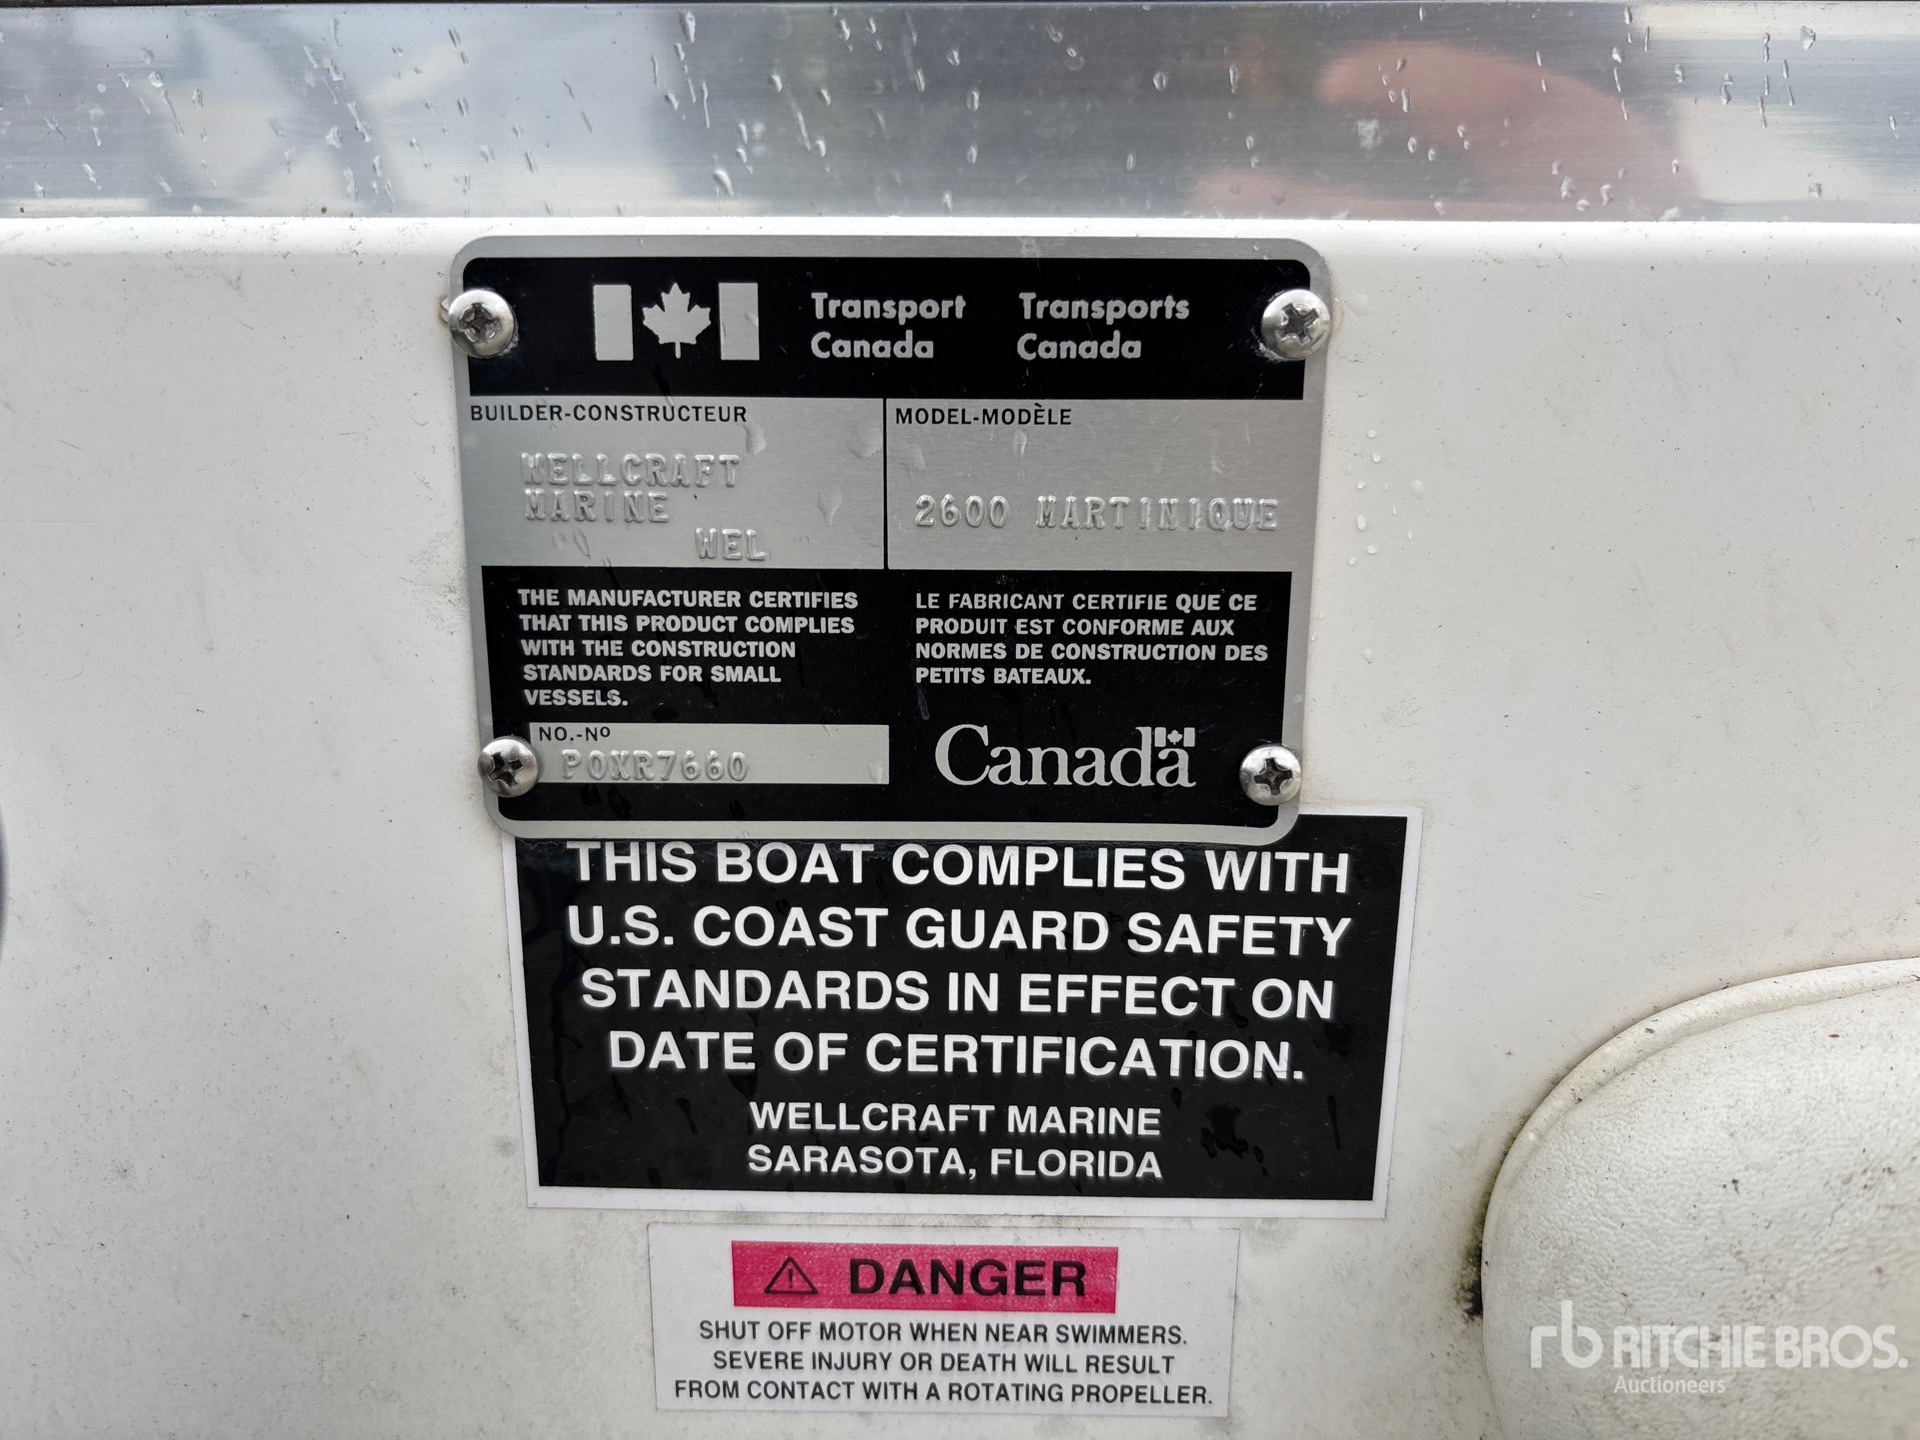 Transport Canada
Transports Canada
BUILDER-CONSTRUCTEUR
WELLCRAFT
MARINE
WEL
MODEL-MODÈLE
2600 MARTINIQUE
THE MANUFACTURER CERTIFIES
THAT THIS PRODUCT COMPLIES
WITH THE CONSTRUCTION
STANDARDS FOR SMALL
VESSELS.
LE FABRICANT CERTIFIE QUE CE
PRODUIT EST CONFORME AUX
NORMES DE CONSTRUCTION DES
PETITS BATEAUX.
NO.-Nº
POXR7660
Canada
THIS BOAT COMPLIES WITH
U.S. COAST GUARD SAFETY
STANDARDS IN EFFECT ON
DATE OF CERTIFICATION.
WELLCRAFT MARINE
SARASOTA, FLORIDA
DANGER
SHUT OFF MOTOR WHEN NEAR SWIMMERS.
SEVERE INJURY OR DEATH WILL RESULT
FROM CONTACT WITH A ROTATING PROPELLER.
rb RITCHIE BROS.
Auctioneers